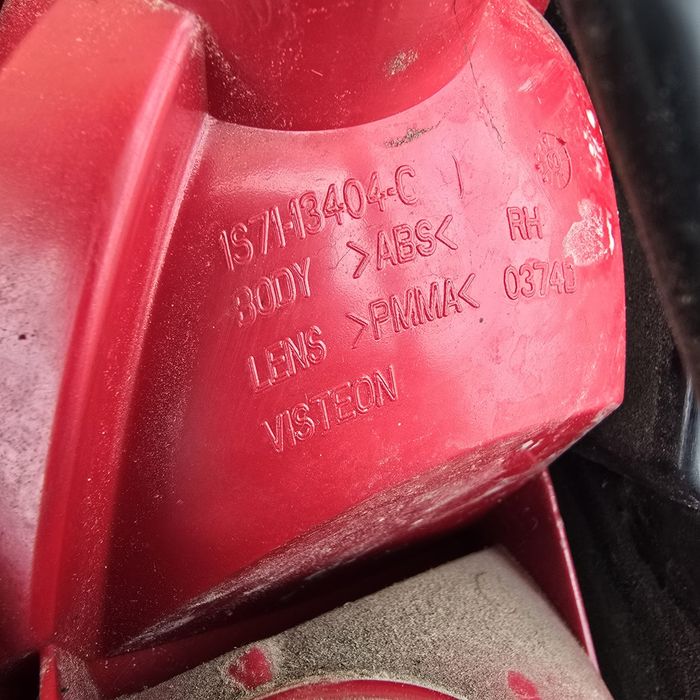 1S71-13404-C
BODY >ABS< RH
LENS >PMMA< 0374D
VISTEON